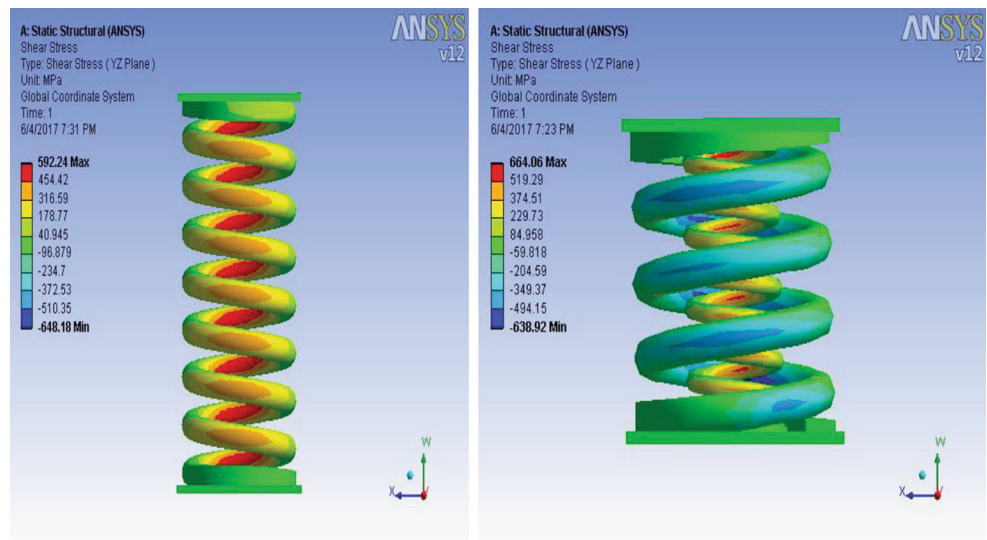 A: Static Structural (ANSYS)
Shear Stress
Type: Shear Stress ( YZ Plane )
Unit: MPa
Global Coordinate System
Time: 1
6/4/2017 7:31 PM
ANSYS
v12
592.24 Max
454.42
316.59
178.77
40.945
-96.879
-234.7
-372.53
-510.35
-648.18 Min
W
X
A: Static Structural (ANSYS)
Shear Stress
Type: Shear Stress ( YZ Plane )
Unit: MPa
Global Coordinate System
Time: 1
6/4/2017 7:23 PM
ANSYS
v12
664.06 Max
519.29
374.51
229.73
84.958
-59.818
-204.59
-349.37
-494.15
-638.92 Min
W
X